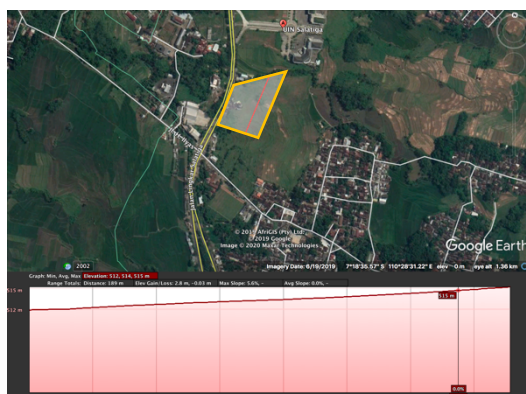 UIN Salatiga
© 2019 AfriGIS (Pty) Ltd.
© 2019 Google
Image © 2020 Maxar Technologies
Google Earth
2002
Imagery Date: 6/19/2019 7°18'35.57" S 110°28'31.22" E elev 0 m eye alt 1.36 km
Graph: Min, Avg, Max Elevation: 512, 514, 515 m
Range Totals: Distance: 189 m Elev Gain/Loss: 2.8 m, -0.03 m Max Slope: 5.6%, - Avg Slope: 0.0%, -
515 m
515 m
512 m
0.0%